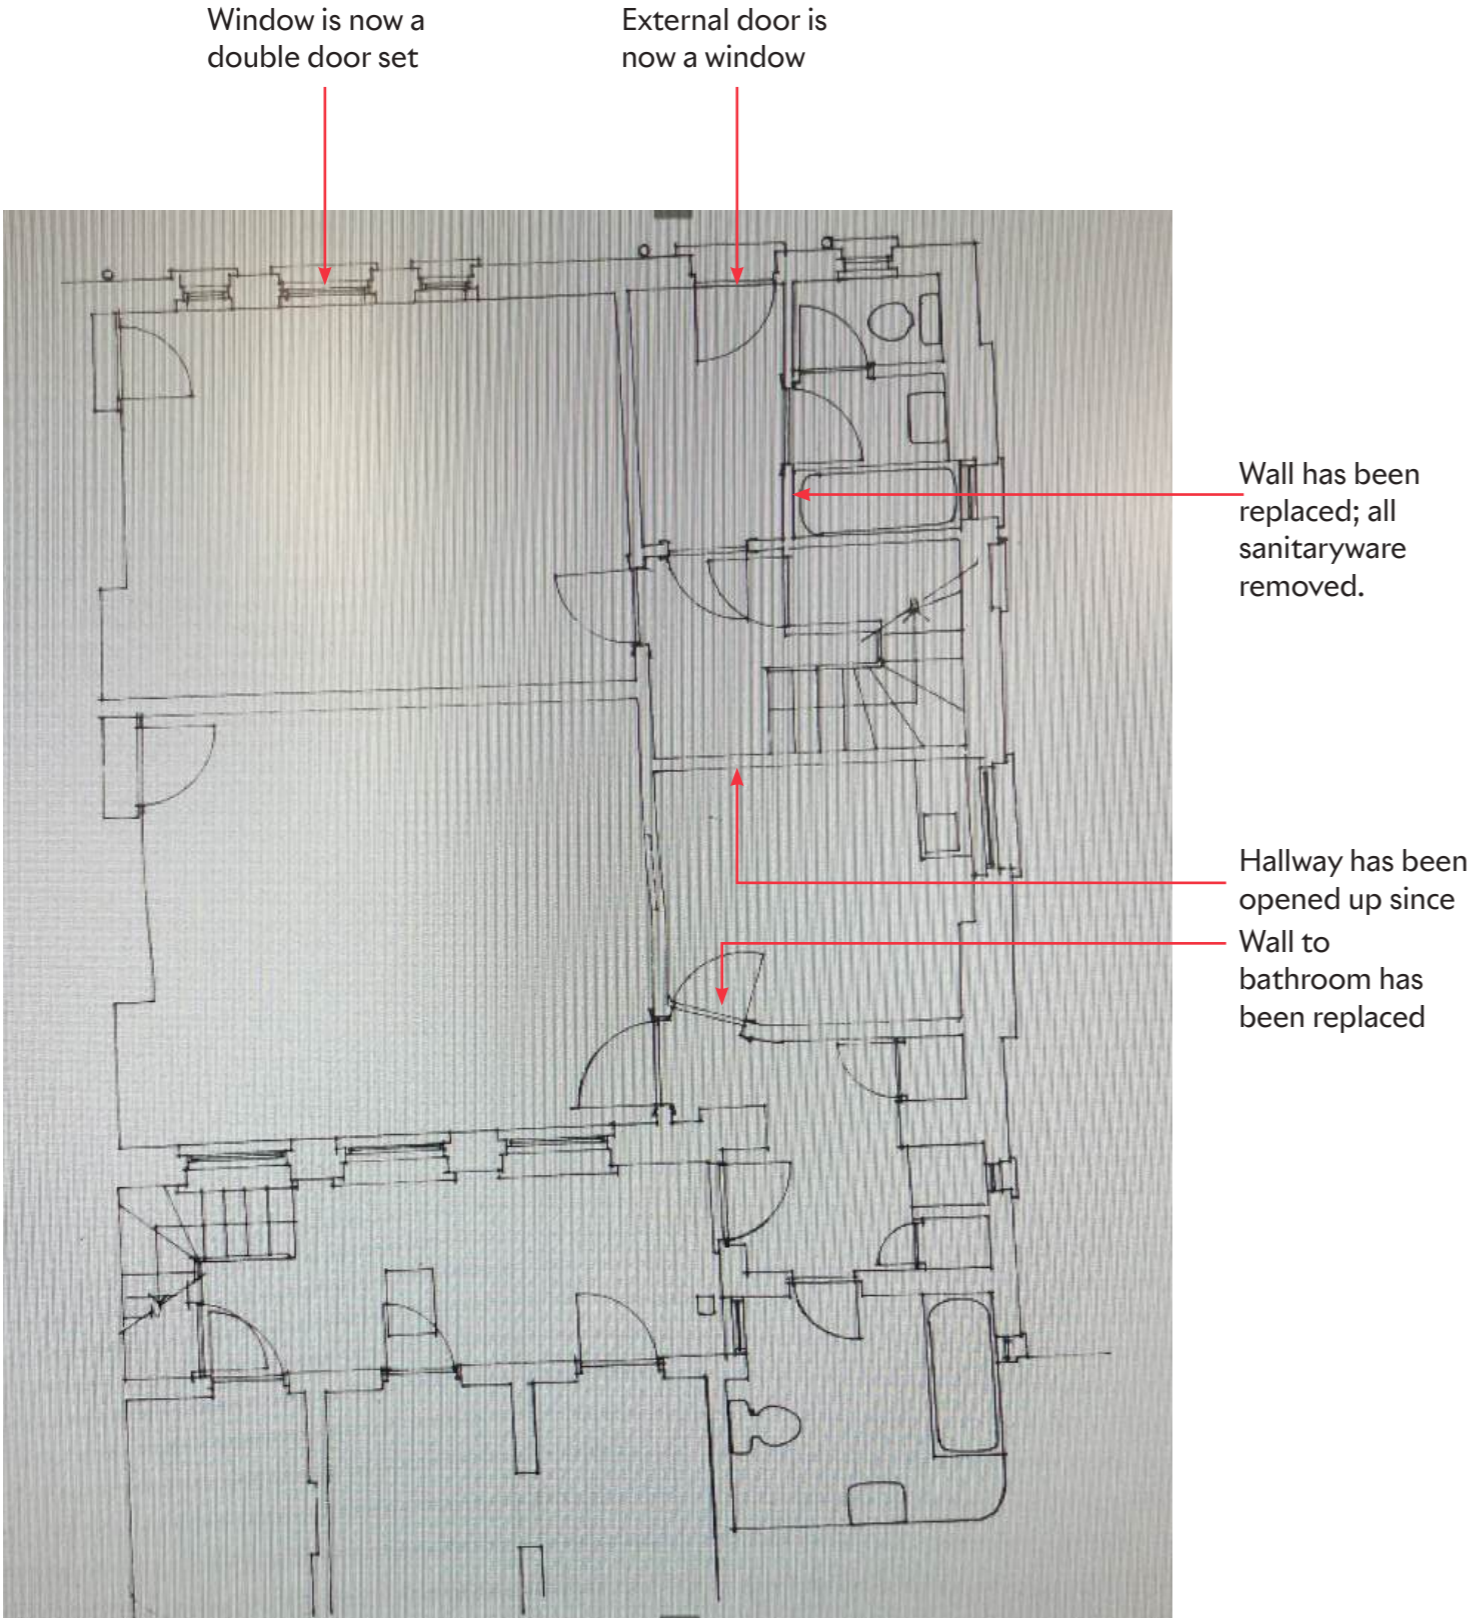 Window is now a
double door set
External door is
now a window
Wall has been
replaced; all
sanitaryware
removed.
Hallway has been
opened up since
Wall to
bathroom has
been replaced